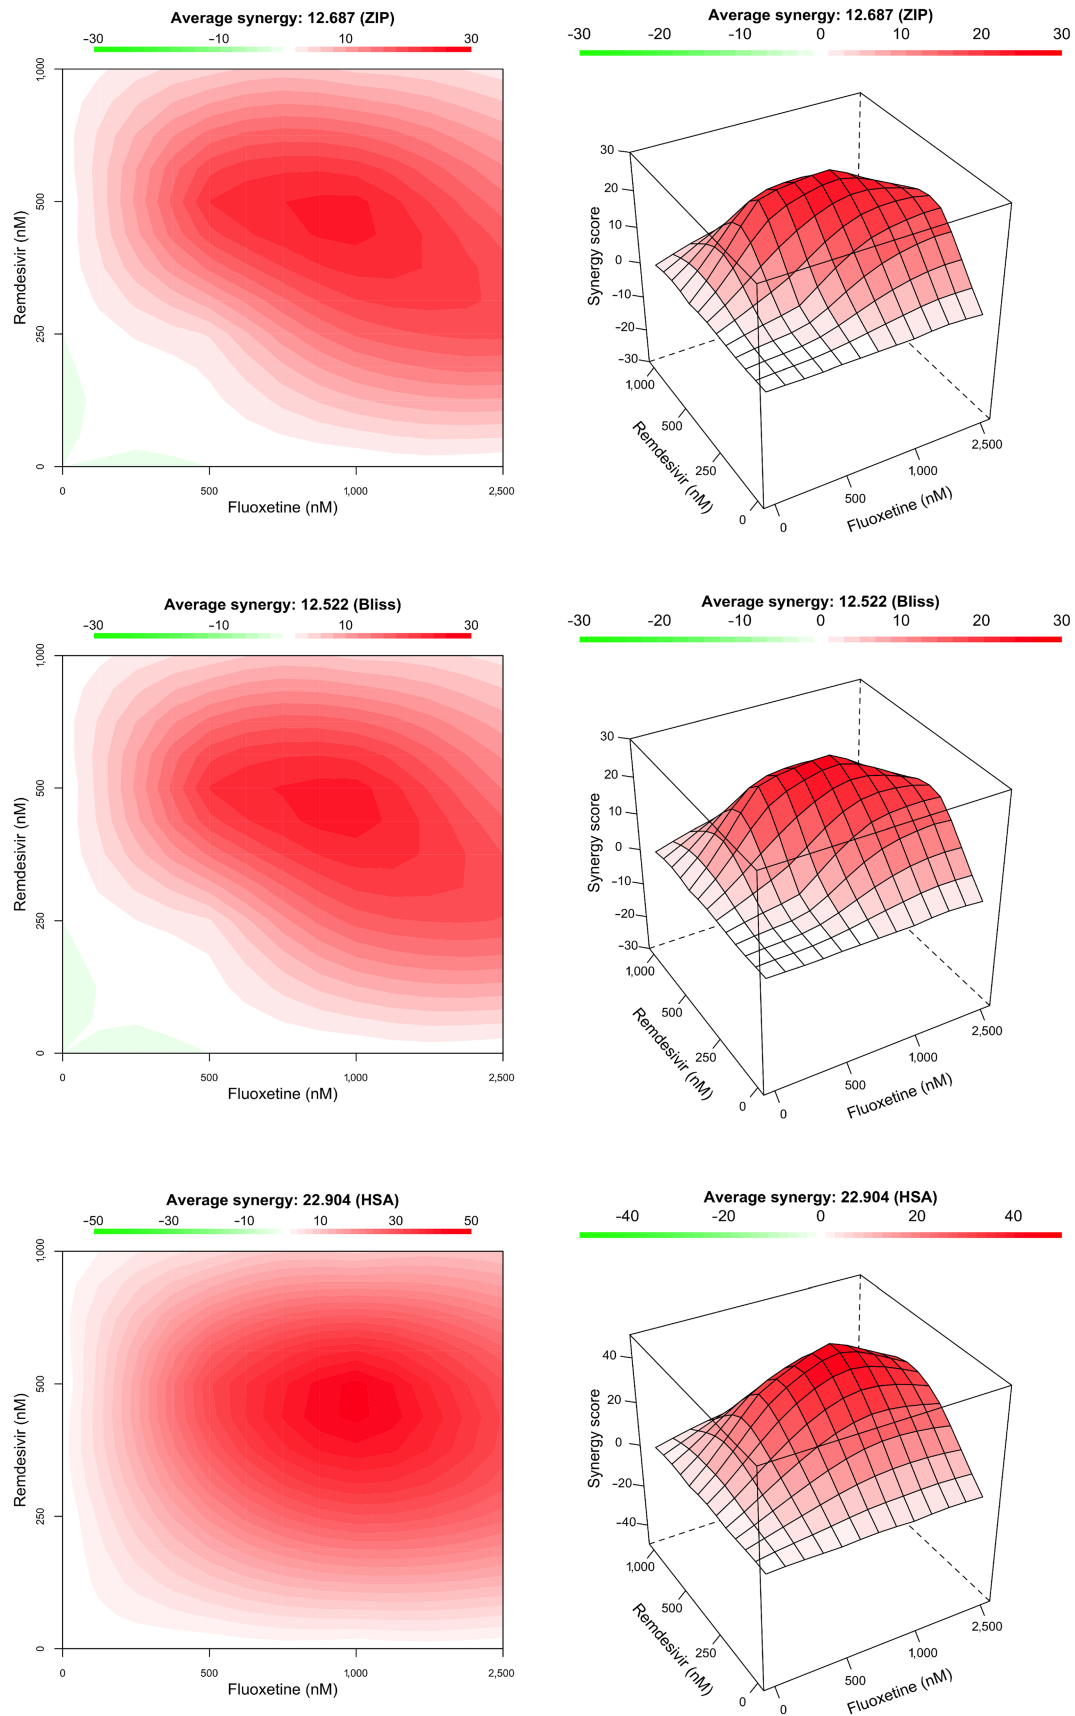 Average synergy: 12.687 (ZIP)
-30 -10 10 30
1,000
500
250
0
Remdesivir (nM)
0 500 1,000 2,500
Fluoxetine (nM)
Average synergy: 12.687 (ZIP)
-30 -20 -10 0 10 20 30
30
20
10
0
-10
-20
-30
Synergy score
1,000
500
250
0
Remdesivir (nM)
0
500
1,000
2,500
Fluoxetine (nM)
Average synergy: 12.522 (Bliss)
-30 -10 10 30
1,000
500
250
0
Remdesivir (nM)
0 500 1,000 2,500
Fluoxetine (nM)
Average synergy: 12.522 (Bliss)
-30 -20 -10 0 10 20 30
30
20
10
0
-10
-20
-30
Synergy score
1,000
500
250
0
Remdesivir (nM)
0
500
1,000
2,500
Fluoxetine (nM)
Average synergy: 22.904 (HSA)
-50 -30 -10 10 30 50
1,000
500
250
0
Remdesivir (nM)
0 500 1,000 2,500
Fluoxetine (nM)
Average synergy: 22.904 (HSA)
-40 -20 0 20 40
40
20
0
-20
-40
Synergy score
1,000
500
250
0
Remdesivir (nM)
0
500
1,000
2,500
Fluoxetine (nM)